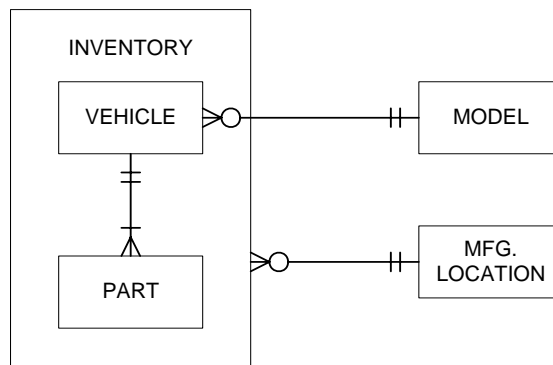 INVENTORY
VEHICLE
MODEL
PART
MFG.
LOCATION